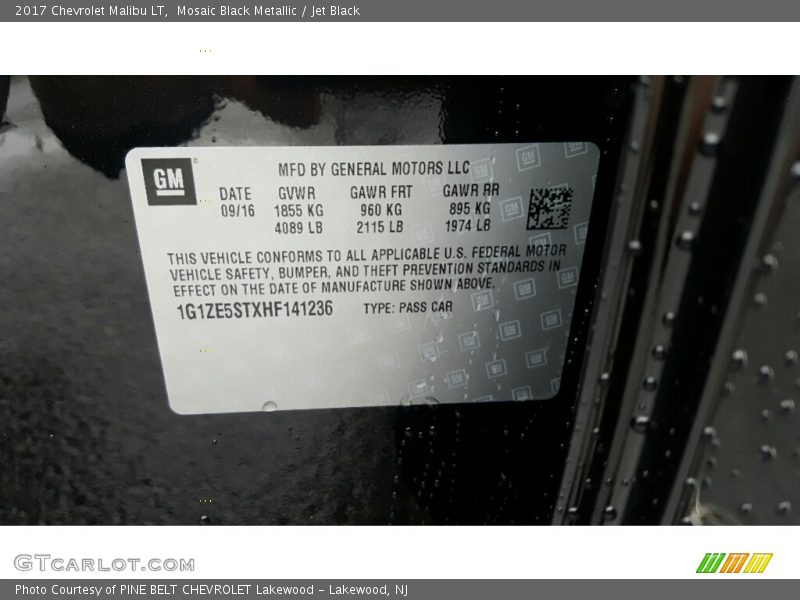 2017 Chevrolet Malibu LT,  Mosaic Black Metallic / Jet Black
GM
MFD BY GENERAL MOTORS LLC
DATE GVWR GAWR FRT GAWR RR
09/16 1855 KG 960 KG 895 KG
4089 LB 2115 LB 1974 LB
THIS VEHICLE CONFORMS TO ALL APPLICABLE U.S. FEDERAL MOTOR
VEHICLE SAFETY, BUMPER, AND THEFT PREVENTION STANDARDS IN
EFFECT ON THE DATE OF MANUFACTURE SHOWN ABOVE.
1G1ZE5STXHF141236 TYPE: PASS CAR
GTCARLOT.COM
Photo Courtesy of PINE BELT CHEVROLET Lakewood - Lakewood, NJ